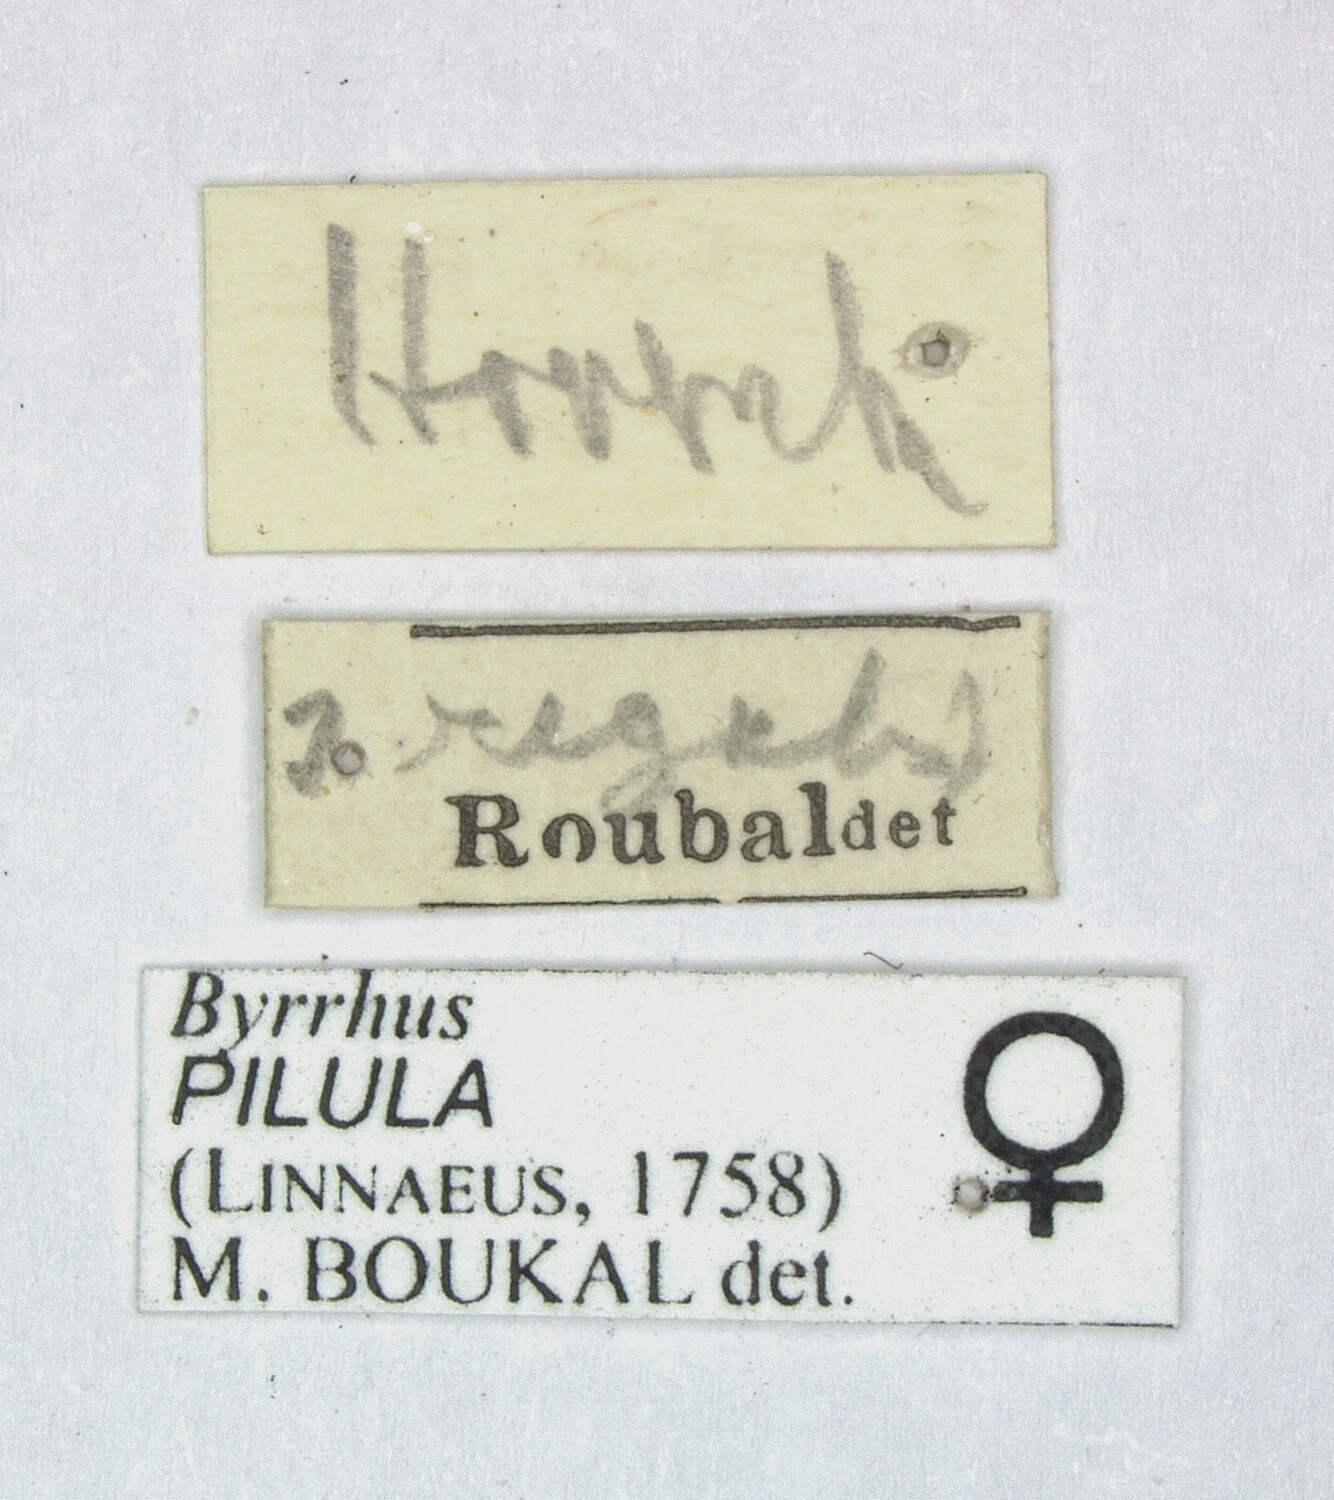 Roubal det
Byrrhus
PILULA
(LINNAEUS, 1758)
M. BOUKAL det.
♀